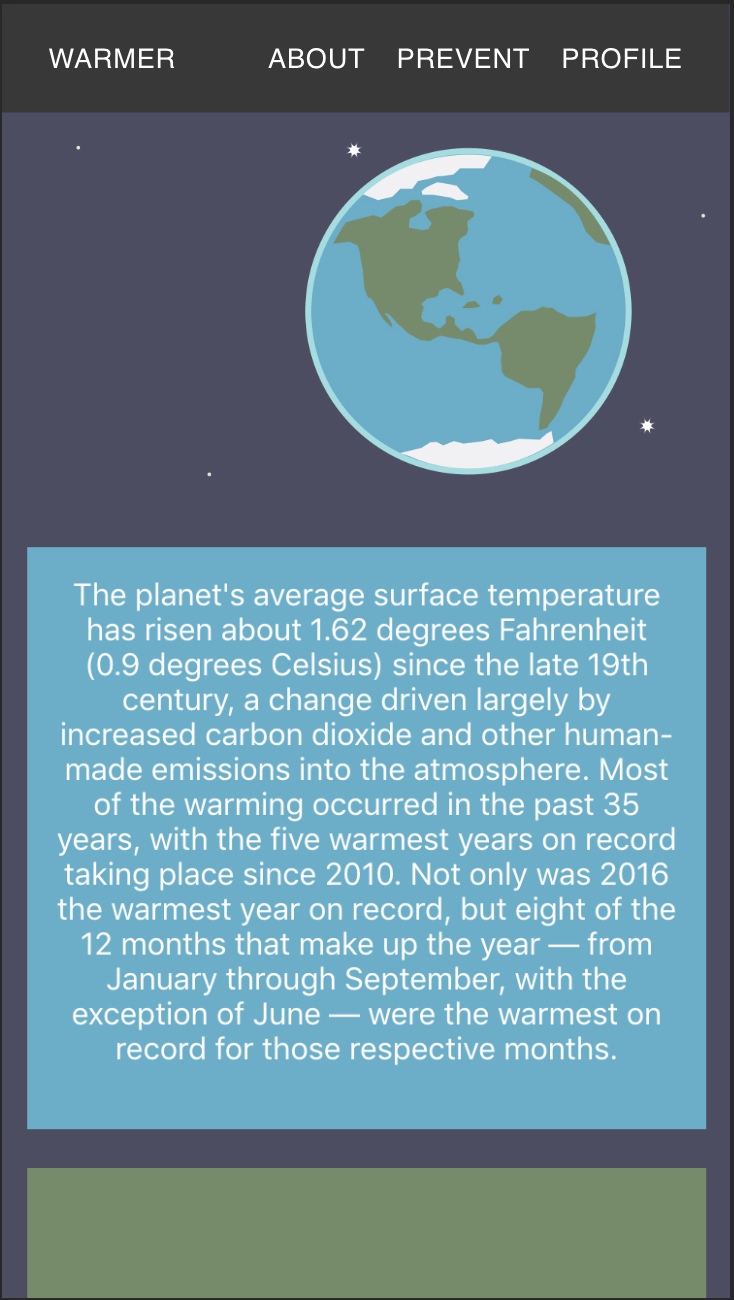 WARMER ABOUT PREVENT PROFILE
The planet's average surface temperature
has risen about 1.62 degrees Fahrenheit
(0.9 degrees Celsius) since the late 19th
century, a change driven largely by
increased carbon dioxide and other human-
made emissions into the atmosphere. Most
of the warming occurred in the past 35
years, with the five warmest years on record
taking place since 2010. Not only was 2016
the warmest year on record, but eight of the
12 months that make up the year — from
January through September, with the
exception of June — were the warmest on
record for those respective months.